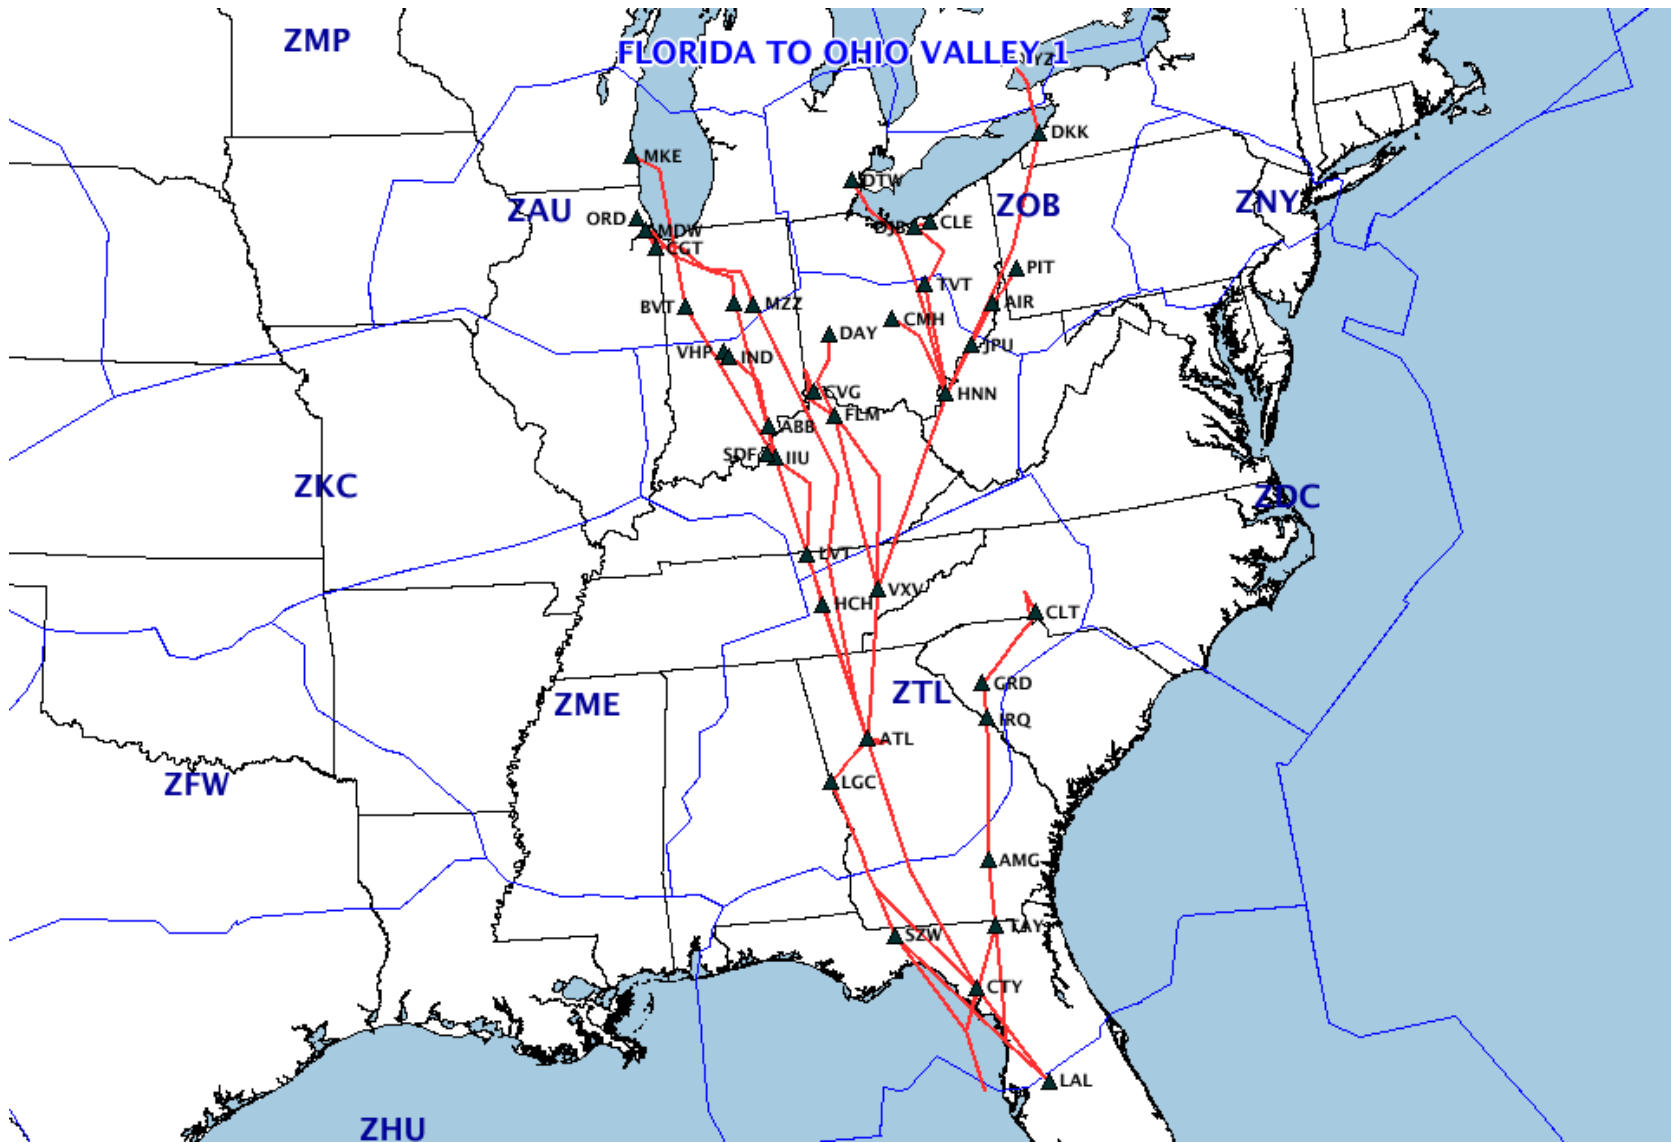 ZMP
FLORIDA TO OHIO VALLEY 1
YZ
DKK
MKE
DTW
ZAU
ORD
MDW
CGT
ZOB
ZNY
CLE
DJB
PIT
TVT
AIR
BVT
MZZ
CMH
DAY
JPU
VHP
IND
CVG
HNN
FLM
ABB
SDF
IIU
ZKC
ZDC
LVT
VXV
HCH
CLT
ZME
ZTL
GRD
IRQ
ATL
ZFW
LGC
AMG
TAY
SZW
CTY
LAL
ZHU